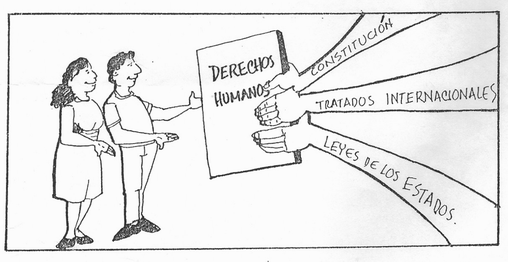 DERECHOS
HUMANOS
CONSTITUCIÓN
TRATADOS INTERNACIONALES
LEYES DE LOS ESTADOS.